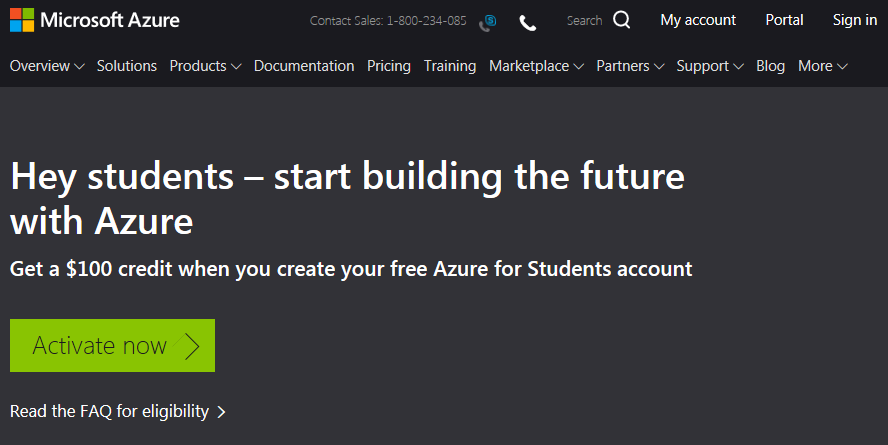 Microsoft Azure Contact Sales: 1-800-234-085 Search My account Portal Sign in
Overview Solutions Products Documentation Pricing Training Marketplace Partners Support Blog More
Hey students – start building the future
with Azure
Get a $100 credit when you create your free Azure for Students account
Activate now
Read the FAQ for eligibility